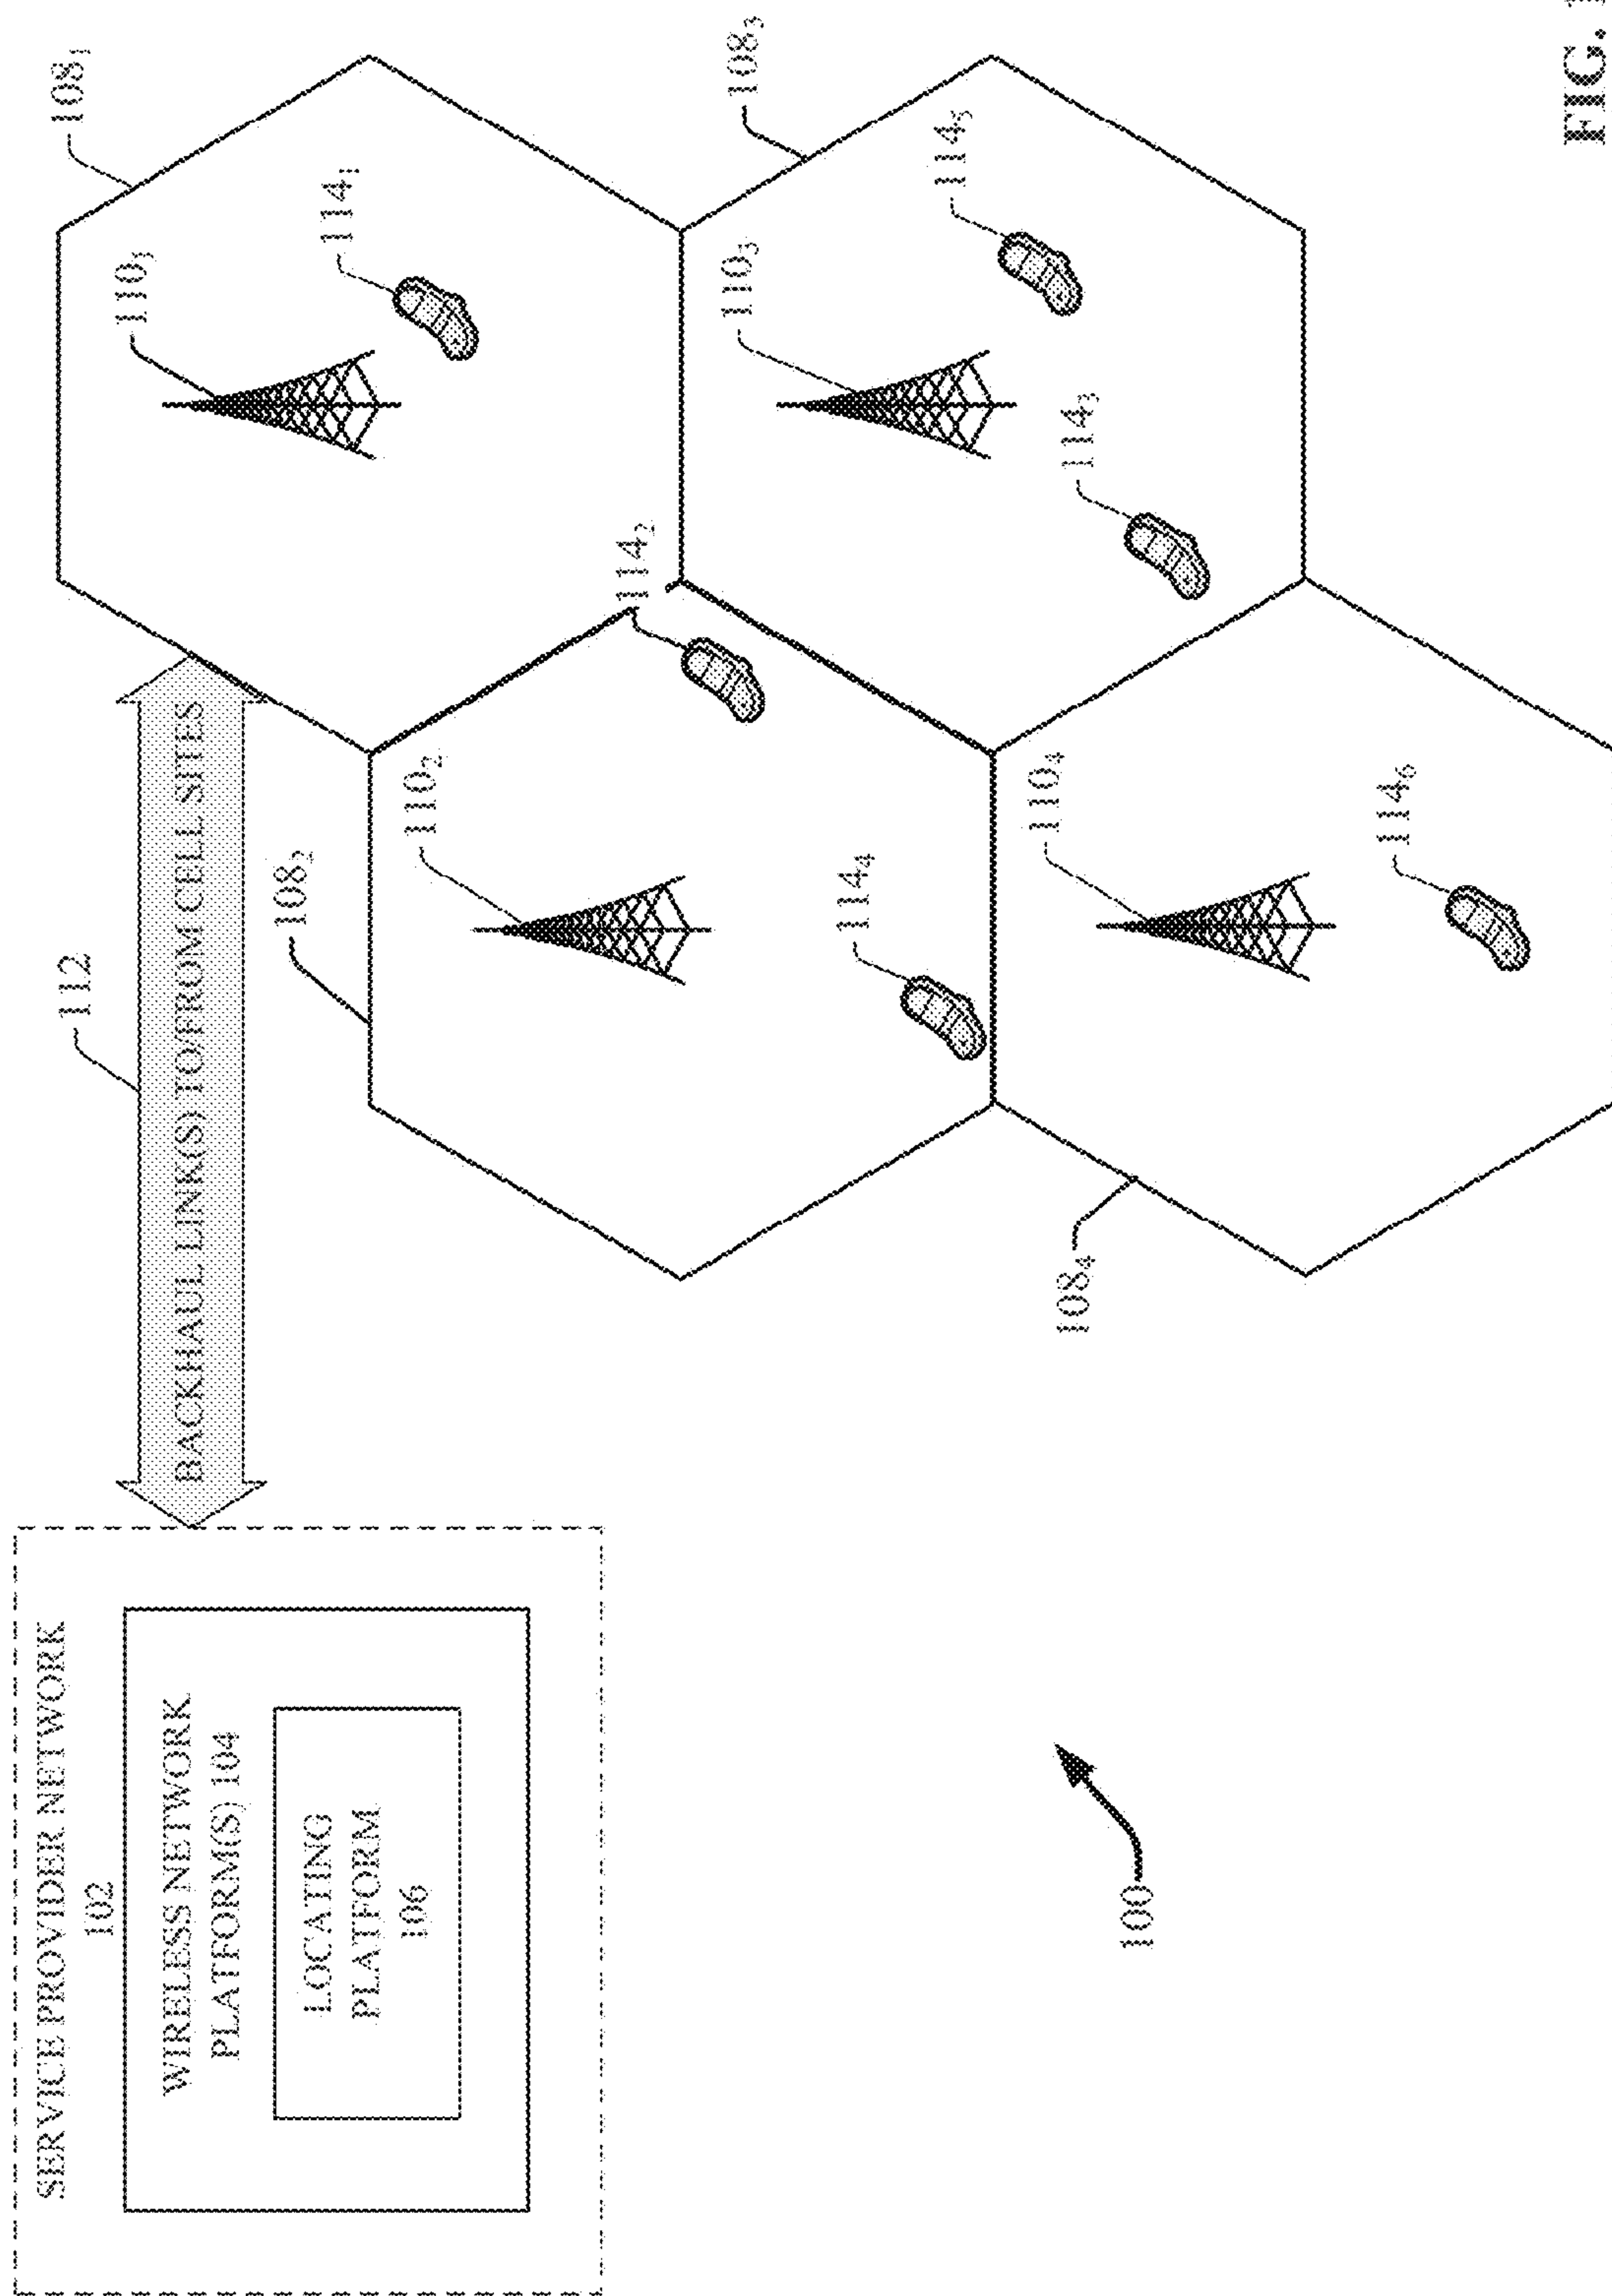 SERVICE PROVIDER NETWORK
102
WIRELESS NETWORK
PLATFORM(S) 104
LOCATING
PLATFORM
106
112
BACKHAUL LINK(S) TO/FROM CELL SITES
108₁
110₁
114₁
108₂
110₂
114₂
114₄
108₃
110₃
114₅
114₃
108₄
110₄
114₆
100
FIG. 1